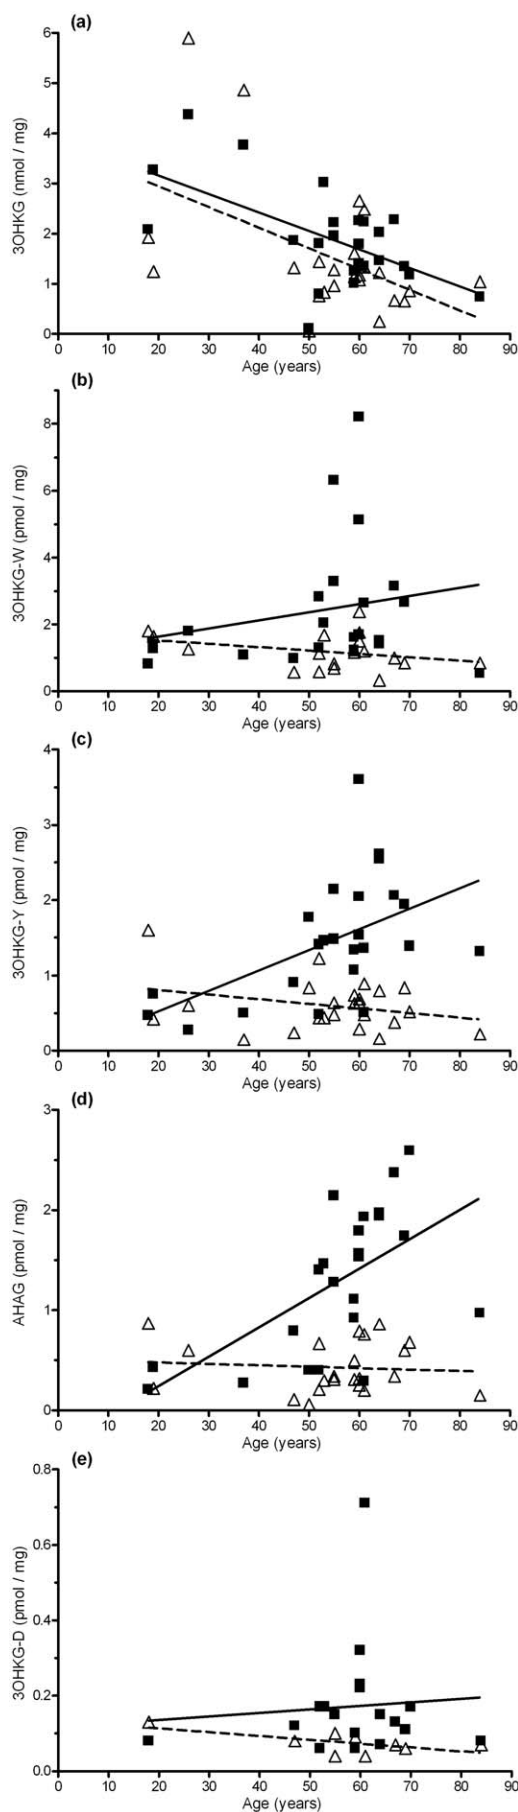 (a)
3OHKG (nmol / mg)
6
5
4
3
2
1
0
0 10 20 30 40 50 60 70 80 90
Age (years)
(b)
3OHKG-W (pmol / mg)
8
6
4
2
0
0 10 20 30 40 50 60 70 80 90
Age (years)
(c)
3OHKG-Y (pmol / mg)
4
3
2
1
0
0 10 20 30 40 50 60 70 80 90
Age (years)
(d)
AHAG (pmol / mg)
3
2
1
0
0 10 20 30 40 50 60 70 80 90
Age (years)
(e)
3OHKG-D (pmol / mg)
0.8
0.6
0.4
0.2
0.0
0 10 20 30 40 50 60 70 80 90
Age (years)